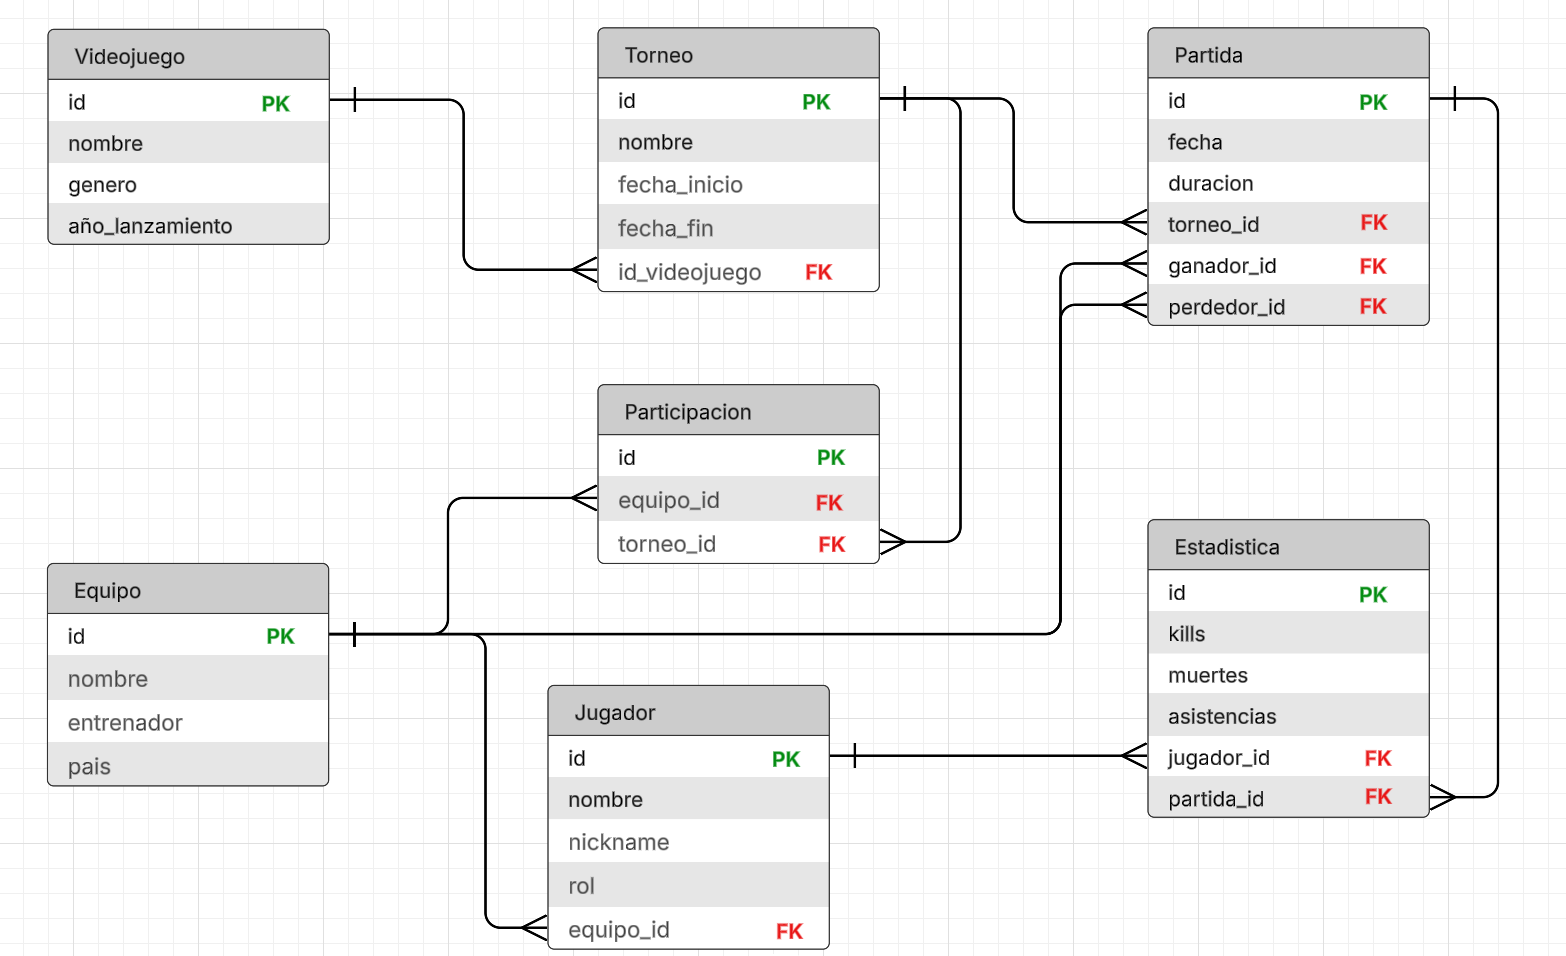 Videojuego
id PK
nombre
genero
año_lanzamiento
Torneo
id PK
nombre
fecha_inicio
fecha_fin
id_videojuego FK
Partida
id PK
fecha
duracion
torneo_id FK
ganador_id FK
perdedor_id FK
Participacion
id PK
equipo_id FK
torneo_id FK
Equipo
id PK
nombre
entrenador
pais
Jugador
id PK
nombre
nickname
rol
equipo_id FK
Estadistica
id PK
kills
muertes
asistencias
jugador_id FK
partida_id FK